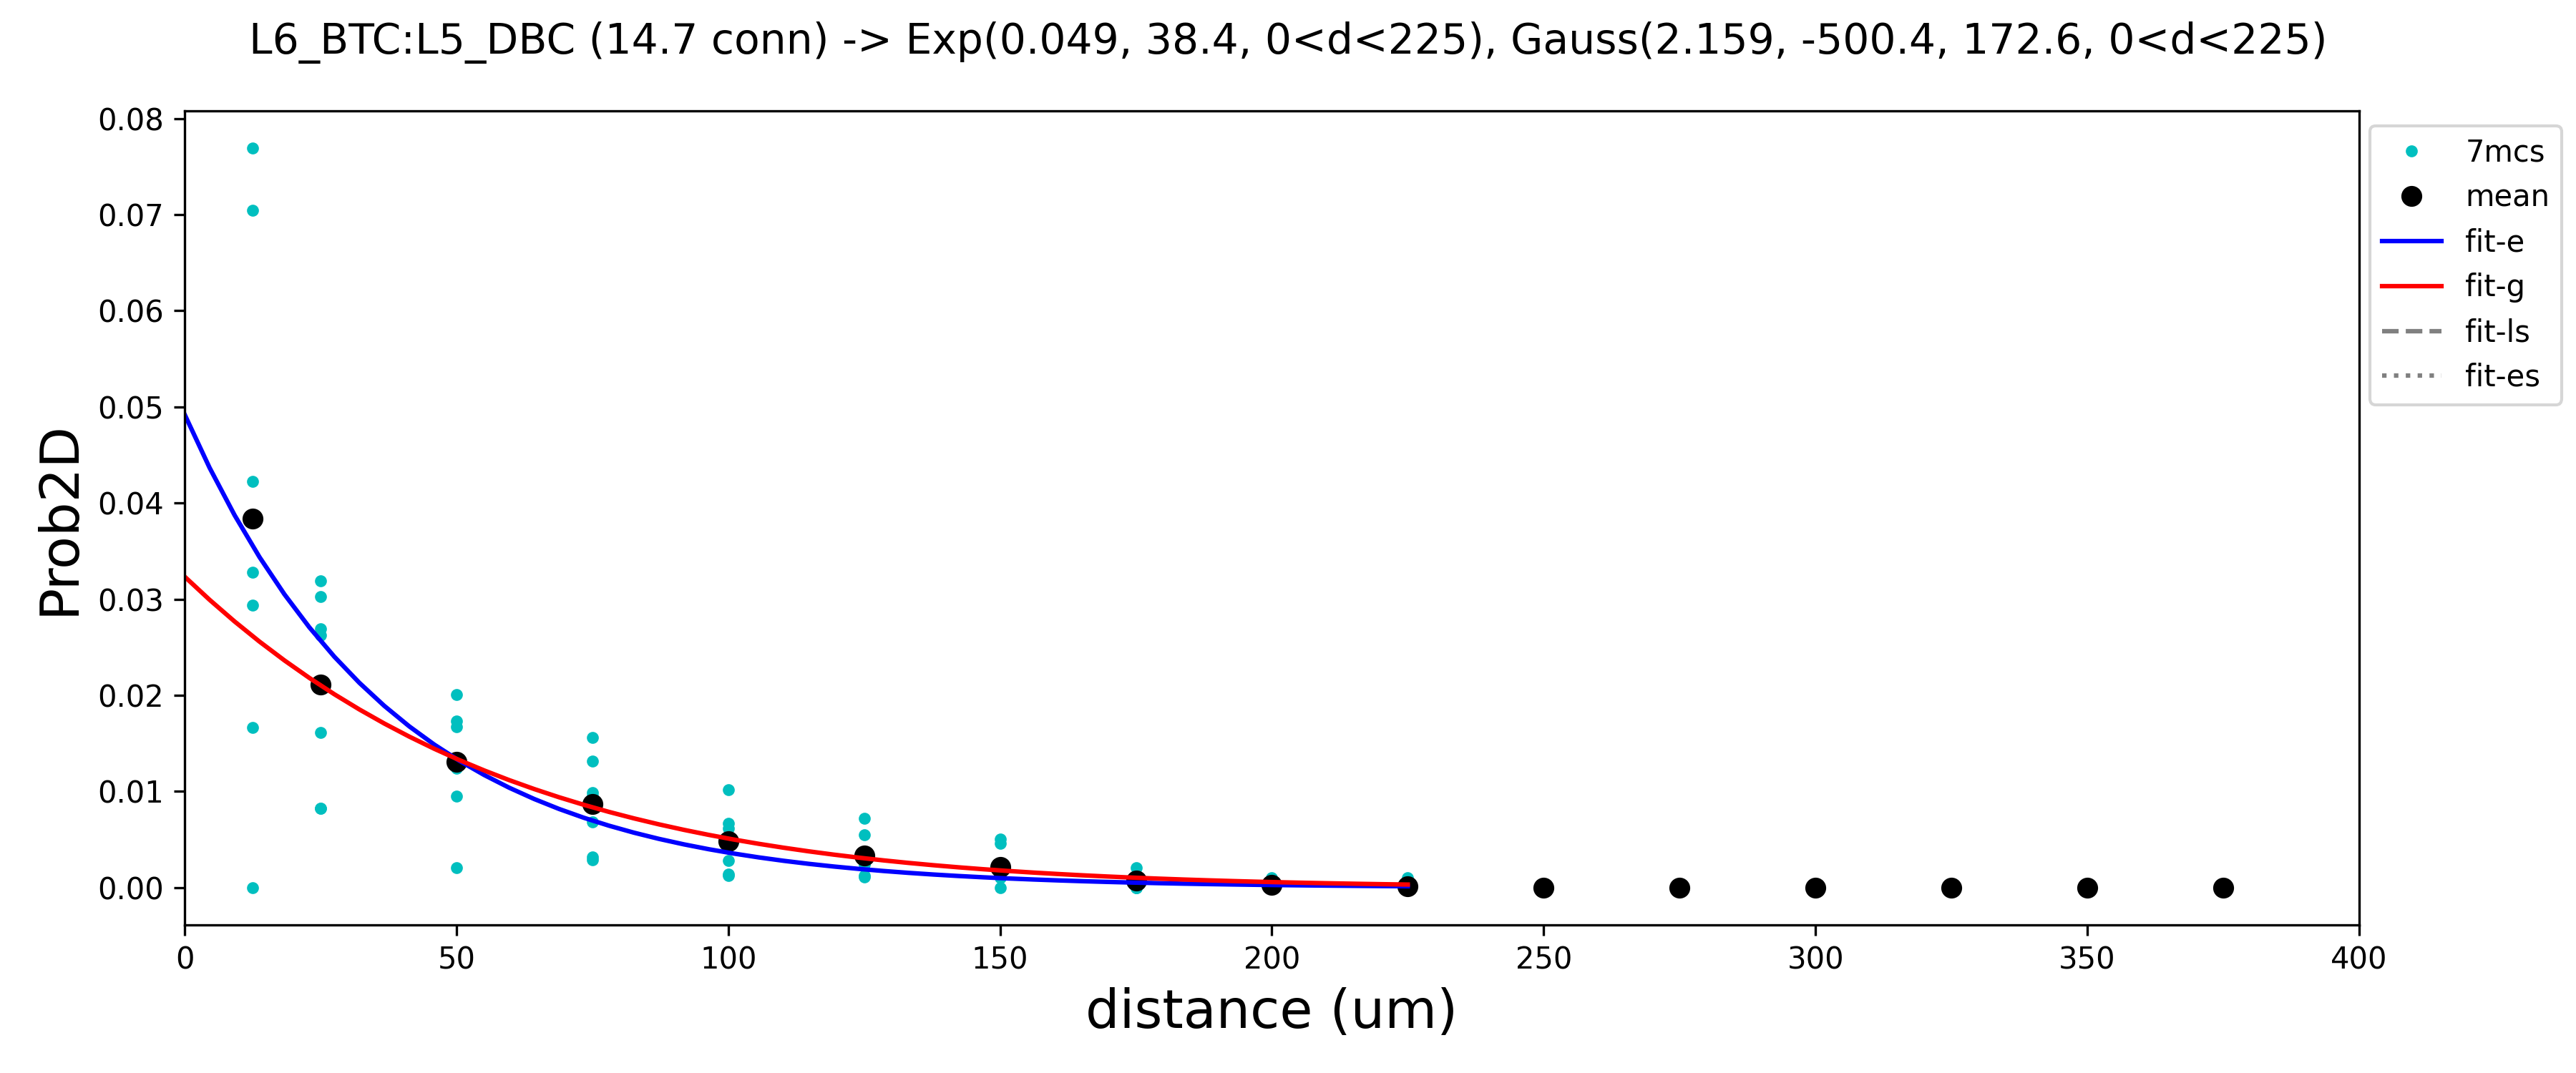 L6_BTC:L5_DBC (14.7 conn) -> Exp(0.049, 38.4, 0<d<225), Gauss(2.159, -500.4, 172.6, 0<d<225)
0.08
0.07
0.06
0.05
0.04
0.03
0.02
0.01
0.00
Prob2D
0 50 100 150 200 250 300 350 400
distance (um)
7mcs
mean
fit-e
fit-g
fit-ls
fit-es